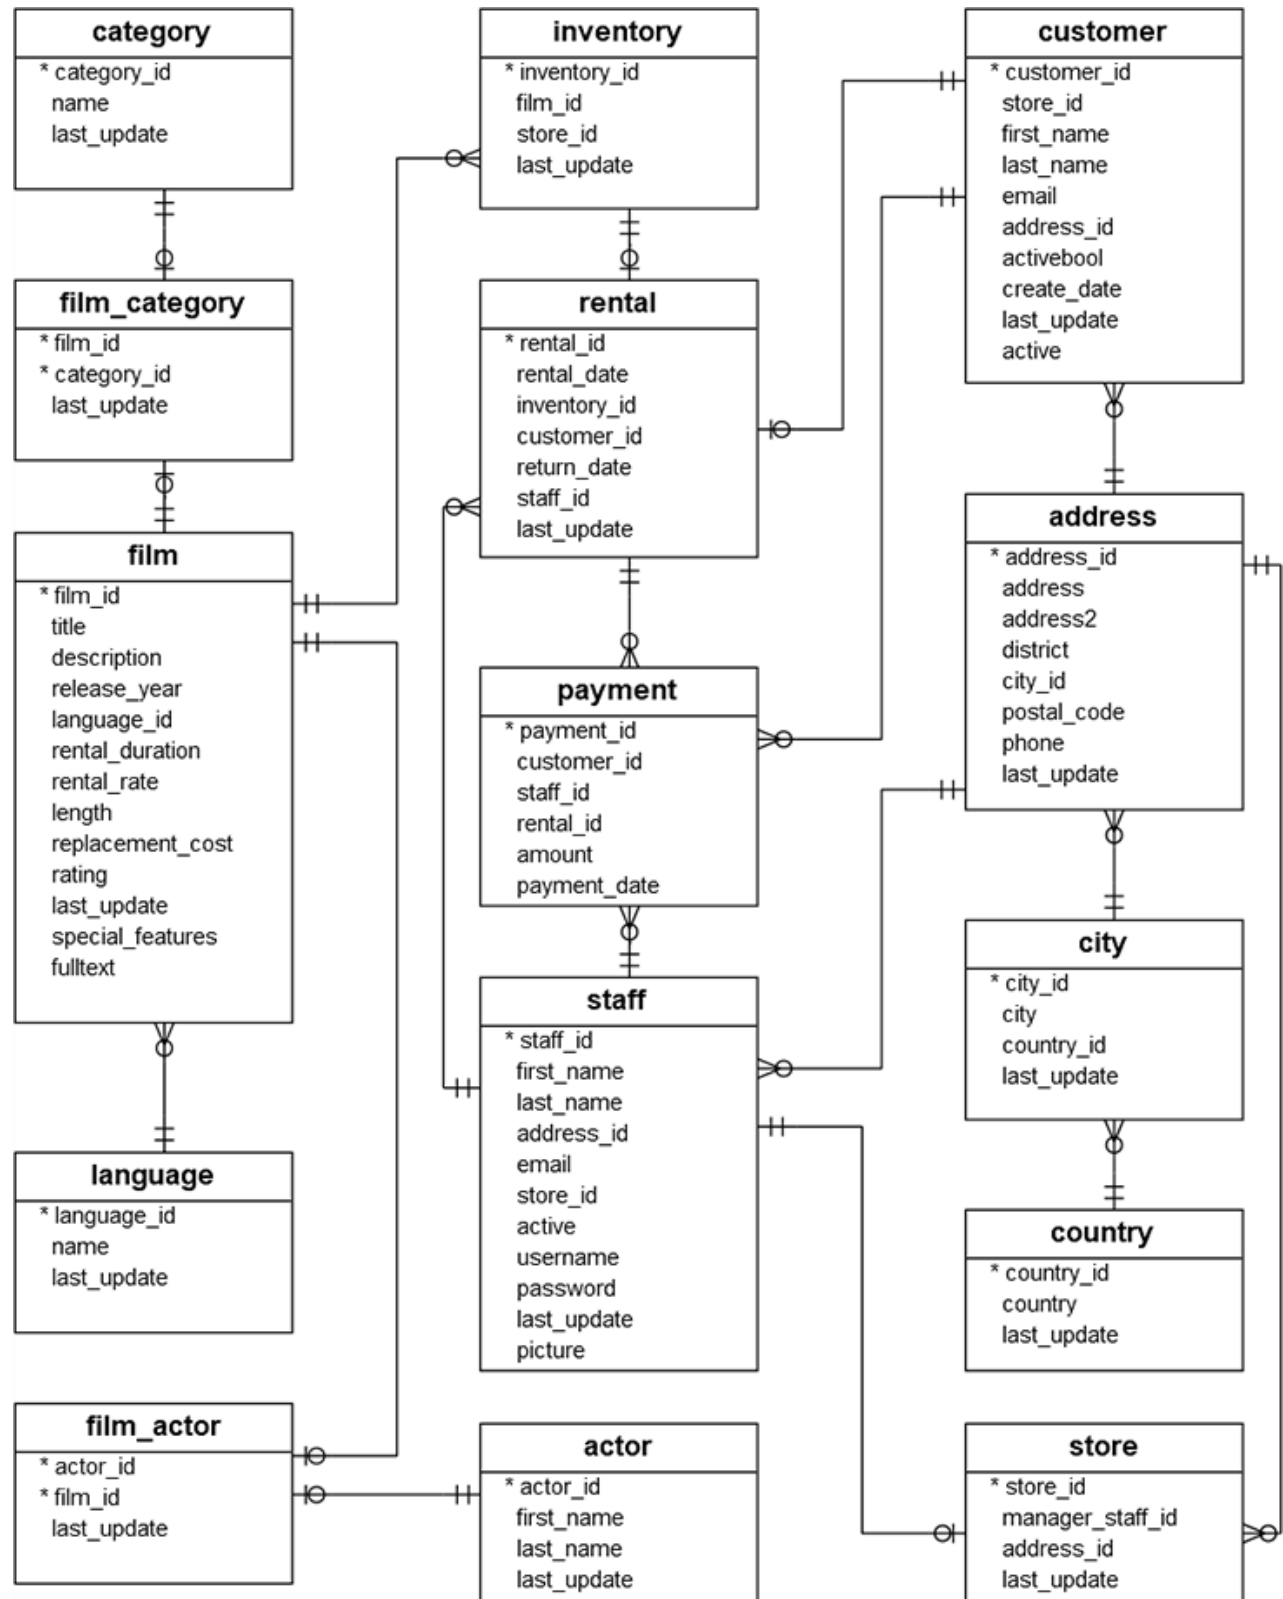 category
* category_id
name
last_update
film_category
* film_id
* category_id
last_update
film
* film_id
title
description
release_year
language_id
rental_duration
rental_rate
length
replacement_cost
rating
last_update
special_features
fulltext
language
* language_id
name
last_update
film_actor
* actor_id
* film_id
last_update
inventory
* inventory_id
film_id
store_id
last_update
rental
* rental_id
rental_date
inventory_id
customer_id
return_date
staff_id
last_update
payment
* payment_id
customer_id
staff_id
rental_id
amount
payment_date
staff
* staff_id
first_name
last_name
address_id
email
store_id
active
username
password
last_update
picture
actor
* actor_id
first_name
last_name
last_update
customer
* customer_id
store_id
first_name
last_name
email
address_id
activebool
create_date
last_update
active
address
* address_id
address
address2
district
city_id
postal_code
phone
last_update
city
* city_id
city
country_id
last_update
country
* country_id
country
last_update
store
* store_id
manager_staff_id
address_id
last_update